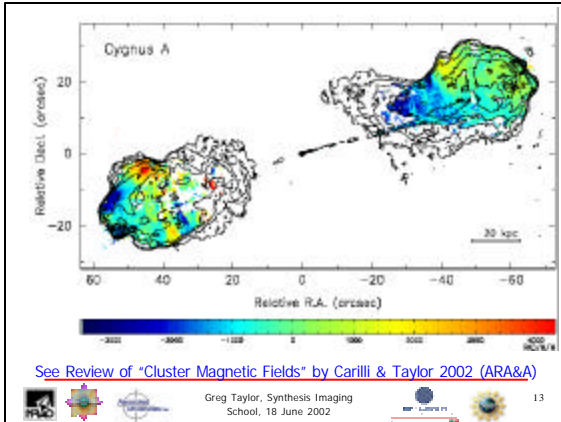 Cygnus A
20
0
-20
Relative Decl. (arcsec)
20 kpc
60 40 20 0 -20 -40 -60
Relative R.A. (arcsec)
0
See Review of "Cluster Magnetic Fields" by Carilli & Taylor 2002 (ARA&A)
Greg Taylor, Synthesis Imaging
School, 18 June 2002
13